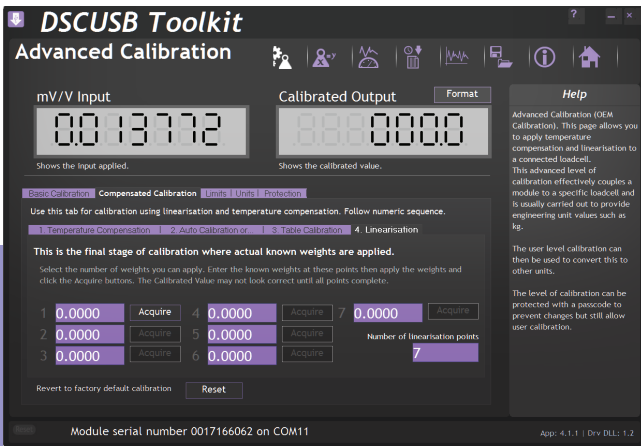 DSCUSB Toolkit
?
Advanced Calibration
mV/V Input
0.013772
Shows the input applied.
Calibrated Output
Format
000.0
Shows the calibrated value.
Basic Calibration
Compensated Calibration
Limits | Units | Protection
Use this tab for calibration using linearisation and temperature compensation. Follow numeric sequence.
1. Temperature Compensation
2. Auto Calibration or...
3. Table Calibration
4. Linearisation
This is the final stage of calibration where actual known weights are applied.
Select the number of weights you can apply. Enter the known weights at these points then apply the weights and
click the Acquire buttons. The Calibrated Value may not look correct until all points complete.
1 0.0000 Acquire 4 0.0000 Acquire 7 0.0000 Acquire
2 0.0000 Acquire 5 0.0000 Acquire Number of linearisation points
3 0.0000 Acquire 6 0.0000 Acquire 7
Revert to factory default calibration Reset
Help
Advanced Calibration (OEM
Calibration). This page allows you
to apply temperature
compensation and linearisation to
a connected loadcell.
This advanced level of
calibration effectively couples a
module to a specific loadcell and
is usually carried out to provide
engineering unit values such as
kg.
The user level calibration can
then be used to convert this to
other units.
The level of calibration can be
protected with a passcode to
prevent changes but still allow
user calibration.
Reset
Module serial number 0017166062 on COM11
App: 4.1.1 | Drv DLL: 1.2